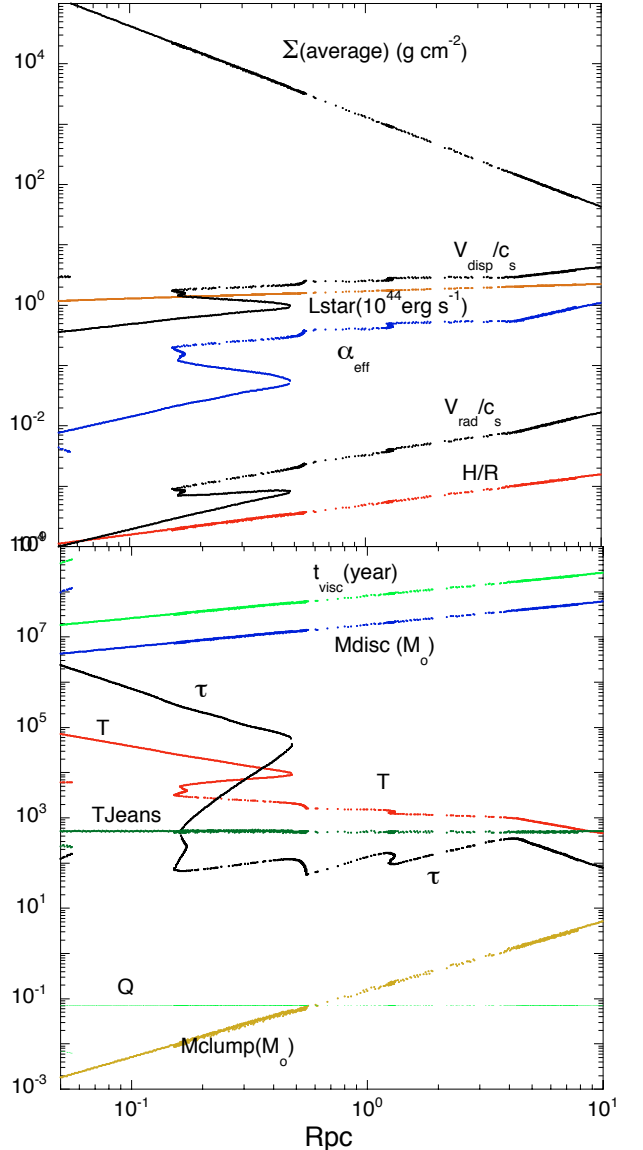 Σ(average) (g cm⁻²)
10⁴
10²
V_disp/c_s
10⁰
Lstar(10⁴⁴erg s⁻¹)
α_eff
10⁻²
V_rad/c_s
H/R
t_visc(year)
10⁷
Mdisc (M_o)
τ
10⁵
T
T
10³
TJeans
τ
10¹
Q
10⁻¹
Mclump(M_o)
10⁻³
10⁻¹ 10⁰ 10¹
Rpc